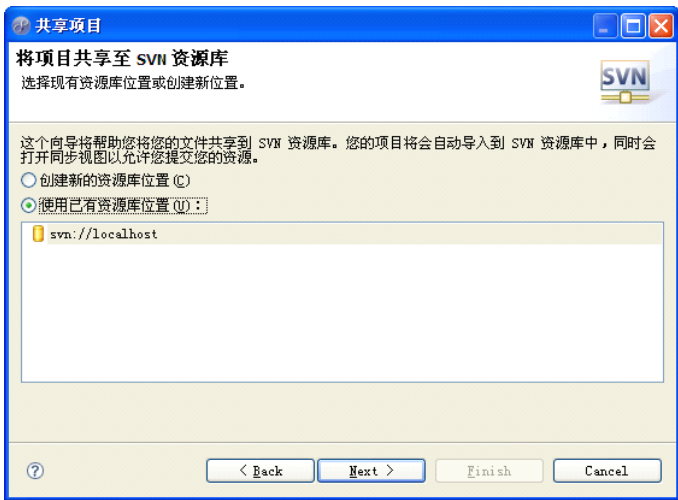 共享项目
将项目共享至 SVN 资源库
选择现有资源库位置或创建新位置。
SVN
这个向导将帮助您将您的文件共享到 SVN 资源库。您的项目将会自动导入到 SVN 资源库中，同时会
打开同步视图以允许您提交您的资源。
创建新的资源库位置(C)
使用已有资源库位置(U)：
svn://localhost
? < Back Next > Finish Cancel